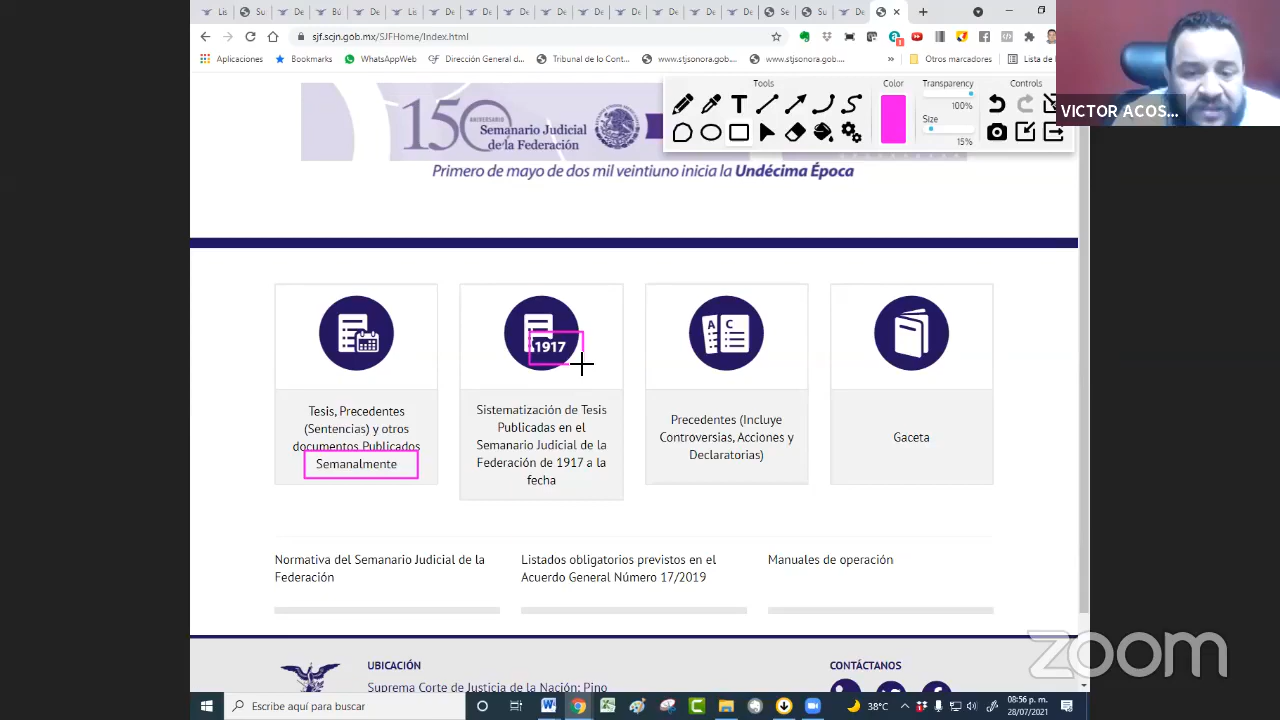 sjf.scjn.gob.mx/SJFHome/Index.html
Aplicaciones
Bookmarks
WhatsAppWeb
Dirección General d...
Tribunal de lo Cont...
www.stjsonora.gob....
www.stjsonora.gob....
»
Otros marcadores
Lista de
Tools
Color
Transparency
Controls
100%
Size
15%
VICTOR ACOS...
150
ANIVERSARIO
Semanario Judicial
de la Federación
Primero de mayo de dos mil veintiuno inicia la Undécima Época
1917
A C
Tesis, Precedentes
(Sentencias) y otros
documentos Publicados
Semanalmente
Sistematización de Tesis
Publicadas en el
Semanario Judicial de la
Federación de 1917 a la
fecha
Precedentes (Incluye
Controversias, Acciones y
Declaratorias)
Gaceta
Normativa del Semanario Judicial de la
Federación
Listados obligatorios previstos en el
Acuerdo General Número 17/2019
Manuales de operación
UBICACIÓN
Suprema Corte de Justicia de la Nación: Pino
CONTÁCTANOS
zoom
Escribe aquí para buscar
38°C
08:56 p. m.
28/07/2021